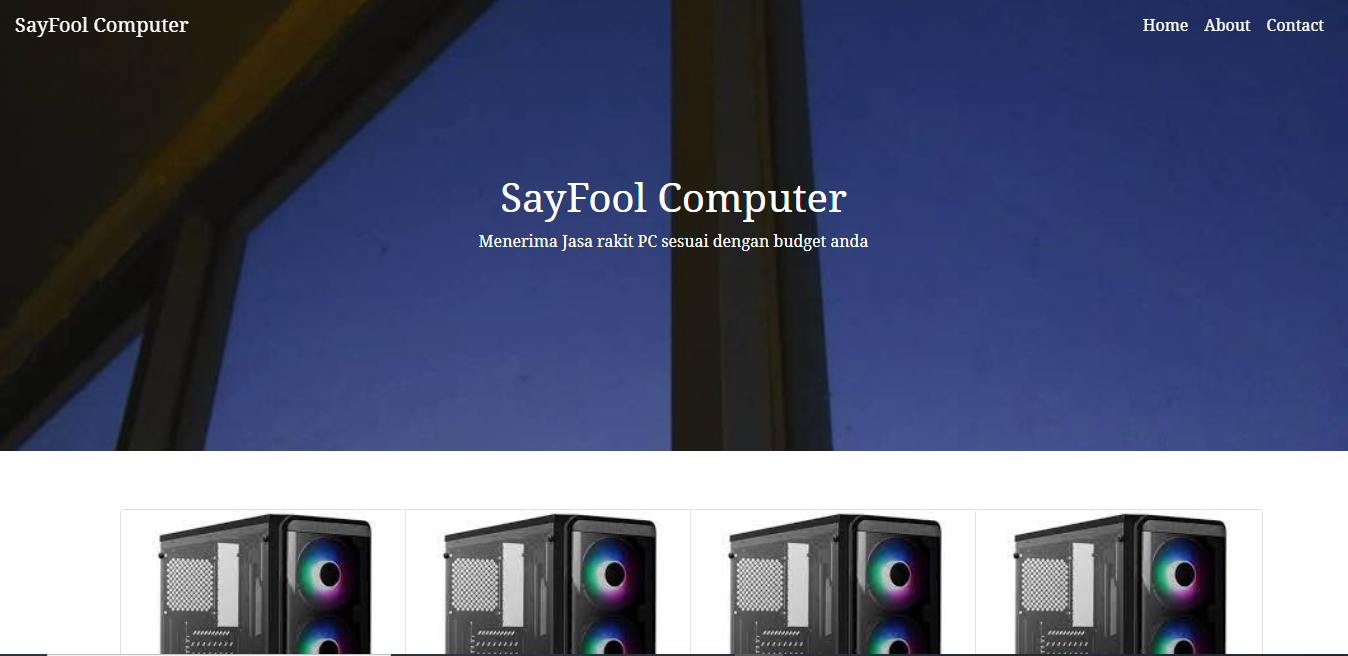 SayFool Computer
Home About Contact
SayFool Computer
Menerima Jasa rakit PC sesuai dengan budget anda